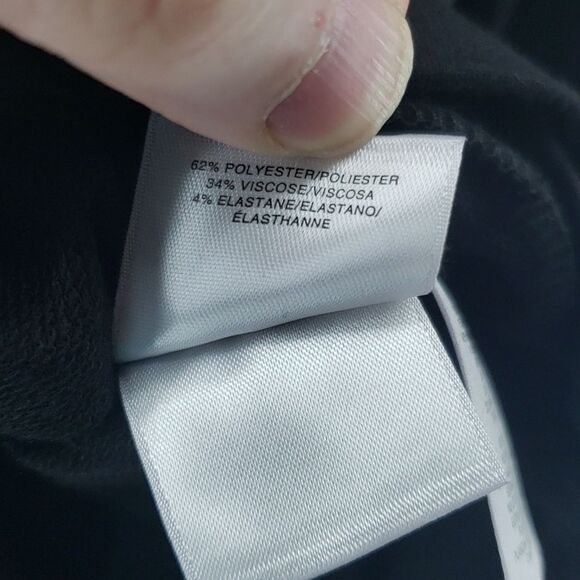 62% POLYESTER/POLIESTER
34% VISCOSE/VISCOSA
4% ELASTANE/ELASTANO/
ÉLASTHANNE